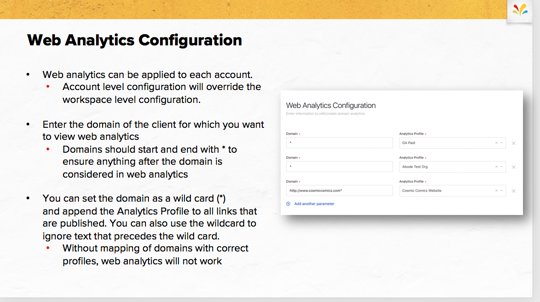 Web Analytics Configuration
• Web analytics can be applied to each account.
• Account level configuration will override the
workspace level configuration.
• Enter the domain of the client for which you want
to view web analytics
• Domains should start and end with * to
ensure anything after the domain is
considered in web analytics
• You can set the domain as a wild card (*)
and append the Analytics Profile to all links that
are published. You can also use the wildcard to
ignore text that precedes the wild card.
• Without mapping of domains with correct
profiles, web analytics will not work
Web Analytics Configuration
Domain
Analytics Profile
*
Domain
Analytics Profile
*
Abode Test Org
Domain
Analytics Profile
http://www.cosmiccomics.com*
Cosmic Comics Website
Add another parameter